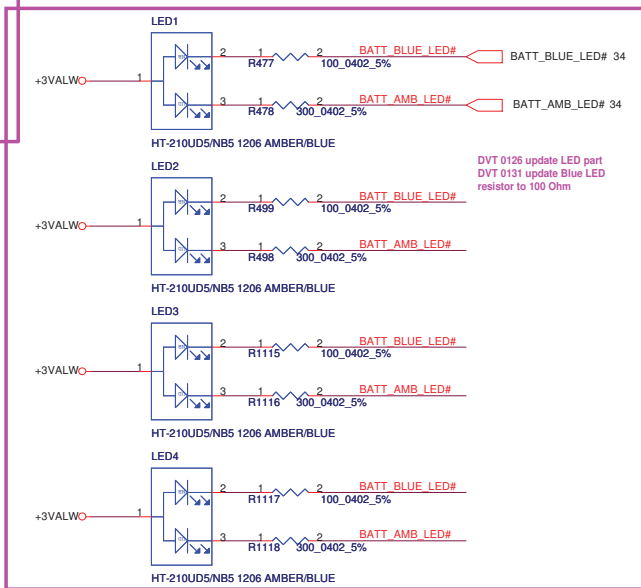 LED1
2 1 2 BATT_BLUE_LED# BATT_BLUE_LED# 34
R477 100_0402_5%
+3VALW 1
3 1 2 BATT_AMB_LED# BATT_AMB_LED# 34
R478 300_0402_5%
HT-210UD5/NB5 1206 AMBER/BLUE
DVT 0126 update LED part
DVT 0131 update Blue LED
resistor to 100 Ohm
LED2
2 1 2 BATT_BLUE_LED#
R499 100_0402_5%
+3VALW 1
3 1 2 BATT_AMB_LED#
R498 300_0402_5%
HT-210UD5/NB5 1206 AMBER/BLUE
LED3
2 1 2 BATT_BLUE_LED#
R1115 100_0402_5%
+3VALW 1
3 1 2 BATT_AMB_LED#
R1116 300_0402_5%
HT-210UD5/NB5 1206 AMBER/BLUE
LED4
2 1 2 BATT_BLUE_LED#
R1117 100_0402_5%
+3VALW 1
3 1 2 BATT_AMB_LED#
R1118 300_0402_5%
HT-210UD5/NB5 1206 AMBER/BLUE